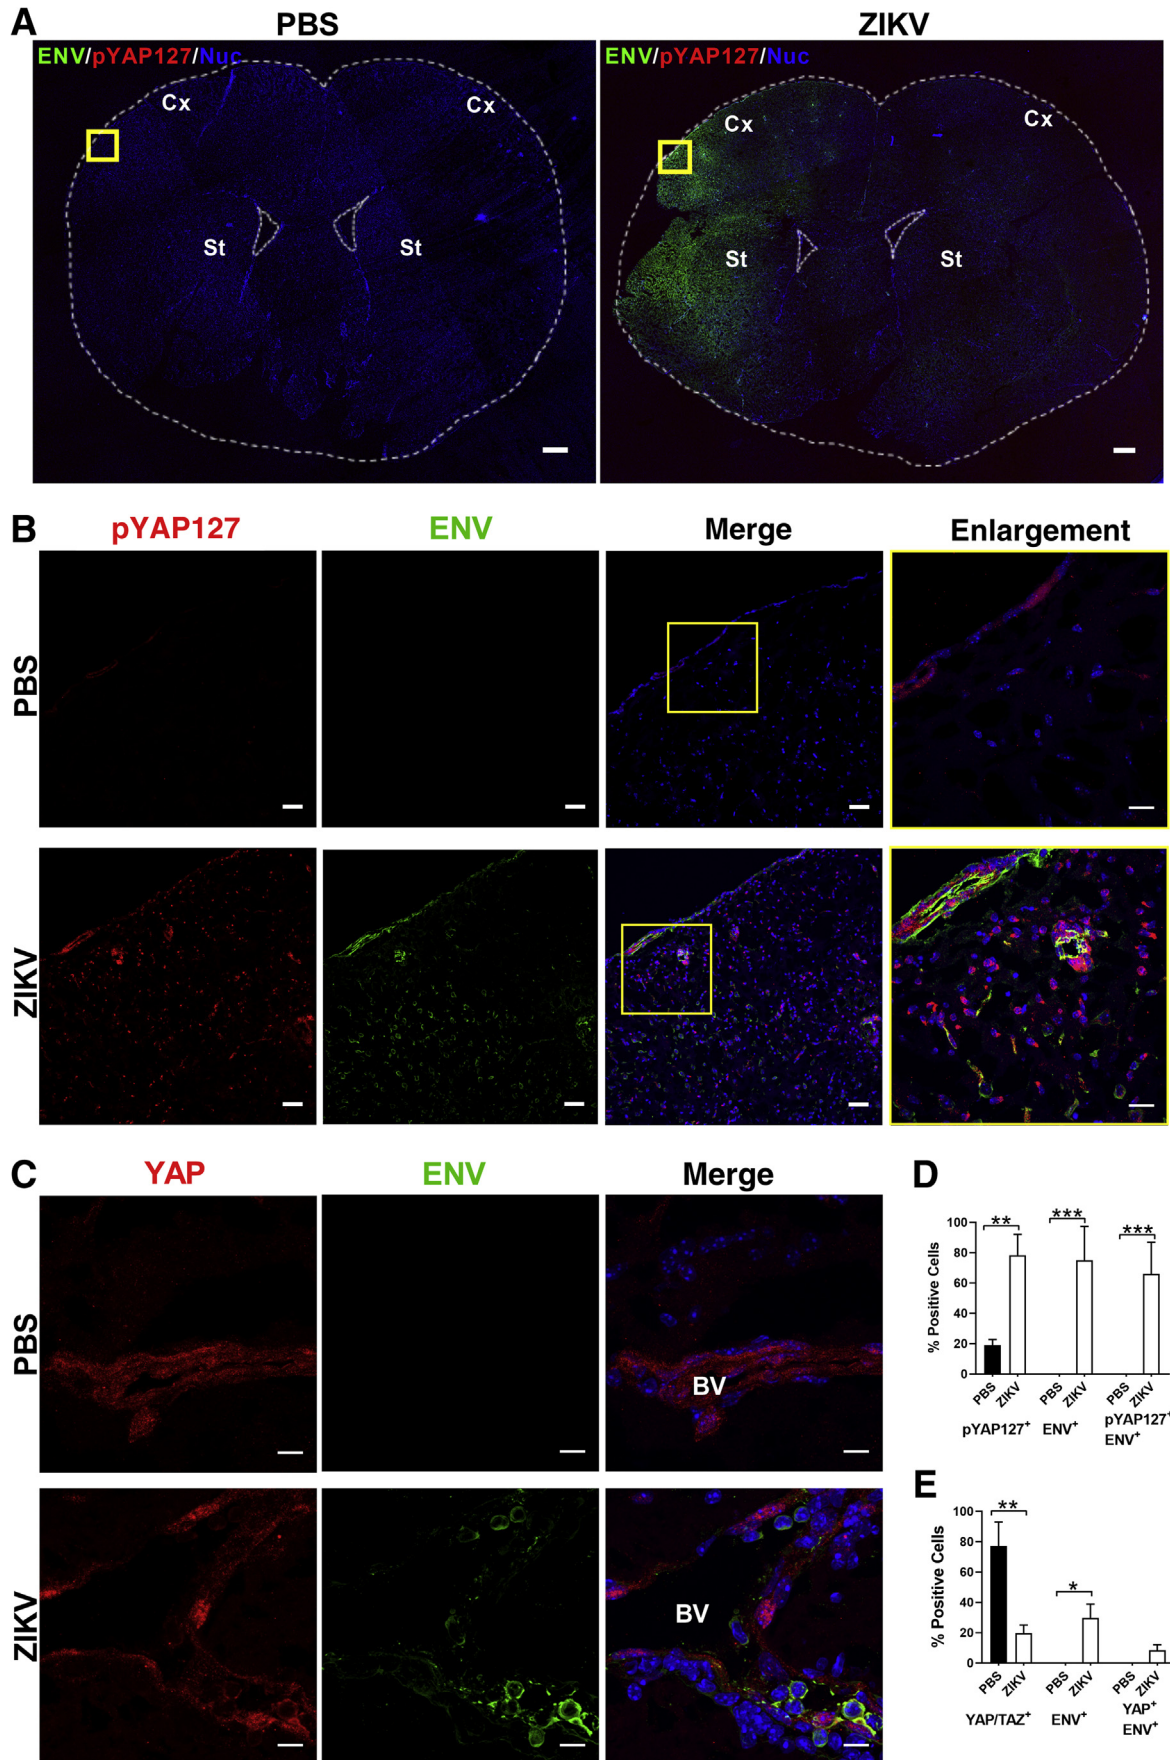 A
PBS
ZIKV
ENV/pYAP127/Nuc
Cx
Cx
St
St
ENV/pYAP127/Nuc
Cx
Cx
St
St
B
pYAP127
ENV
Merge
Enlargement
PBS
ZIKV
C
YAP
ENV
Merge
PBS
BV
ZIKV
BV
D
% Positive Cells
100
80
60
40
20
0
**
***
***
PBS
ZIKV
PBS
ZIKV
PBS
ZIKV
pYAP127⁺
ENV⁺
pYAP127⁺
ENV⁺
E
% Positive Cells
100
80
60
40
20
0
**
*
PBS
ZIKV
PBS
ZIKV
PBS
ZIKV
YAP/TAZ⁺
ENV⁺
YAP⁺
ENV⁺